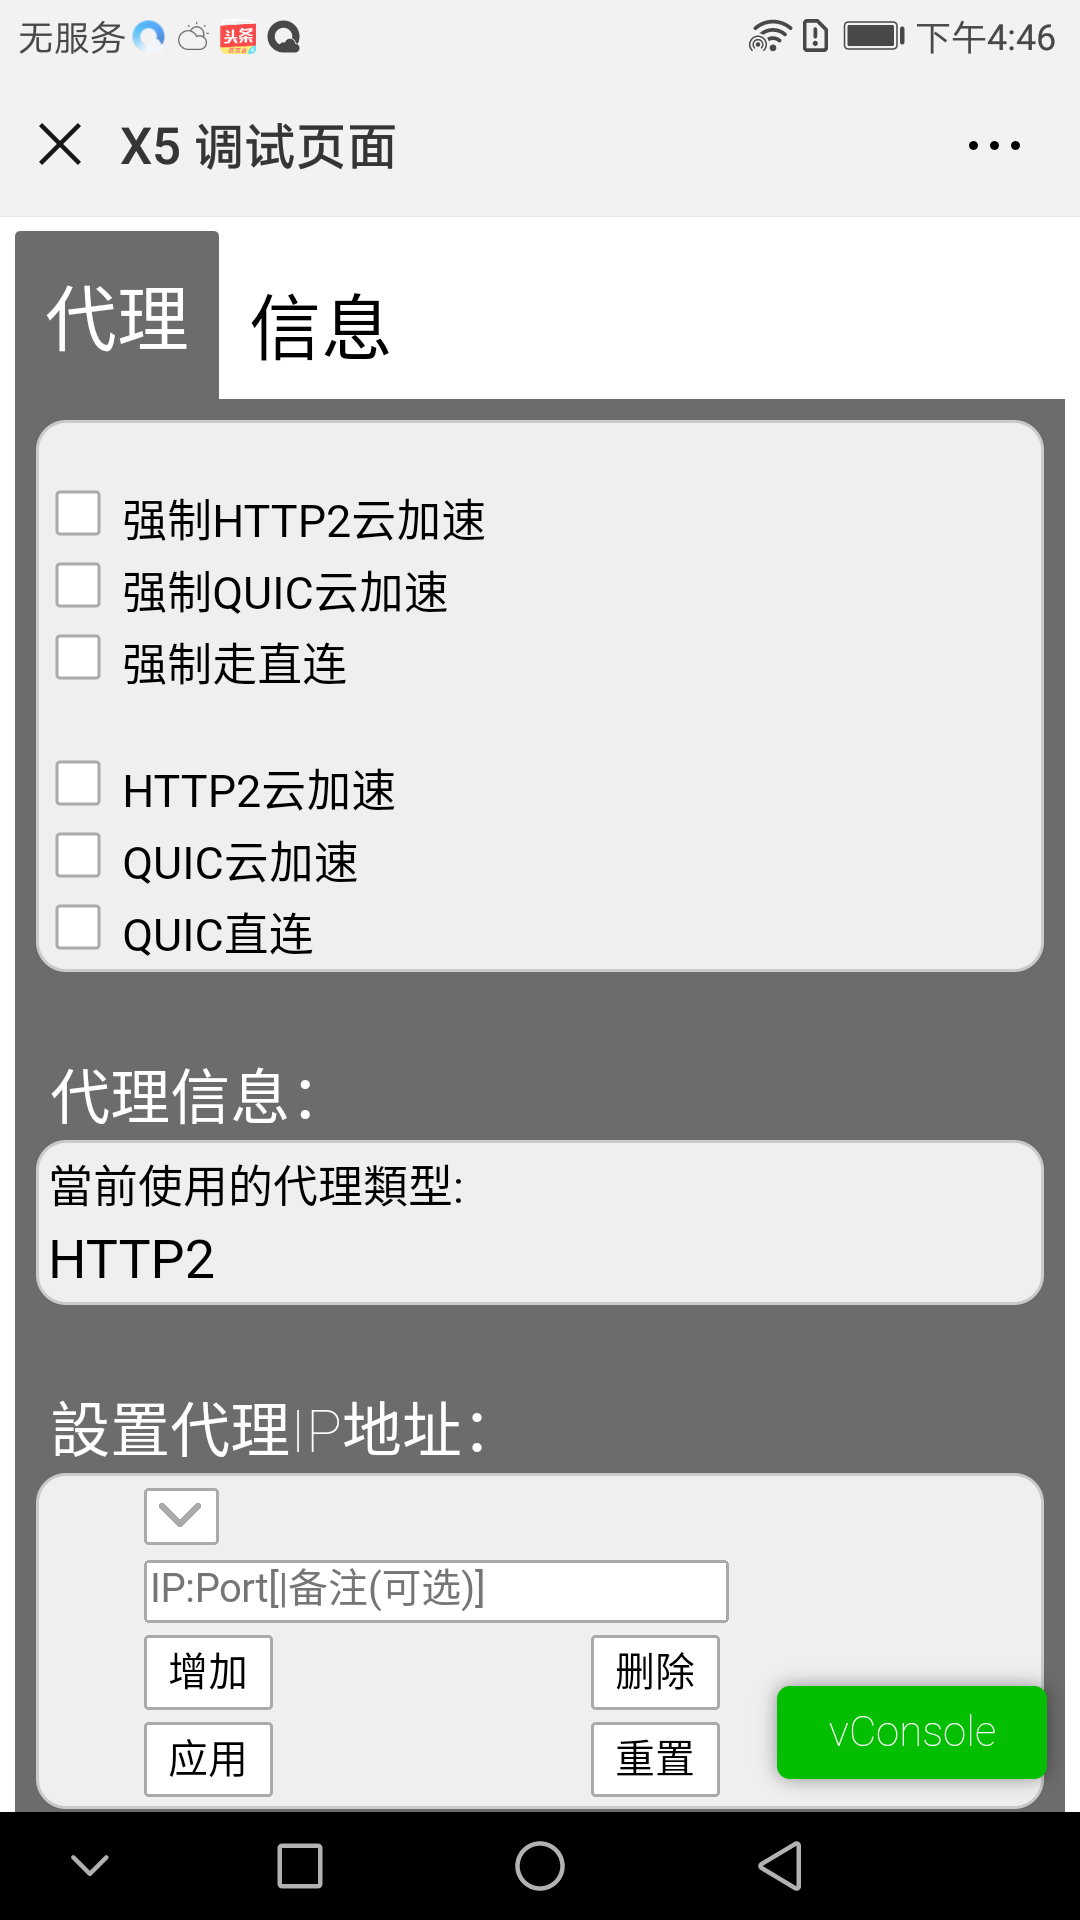 无服务
头条
下午4:46
X5 调试页面
代理
信息
强制HTTP2云加速
强制QUIC云加速
强制走直连
HTTP2云加速
QUIC云加速
QUIC直连
代理信息：
當前使用的代理類型:
HTTP2
設置代理IP地址：
IP:Port[|备注(可选)]
增加
删除
应用
重置
vConsole